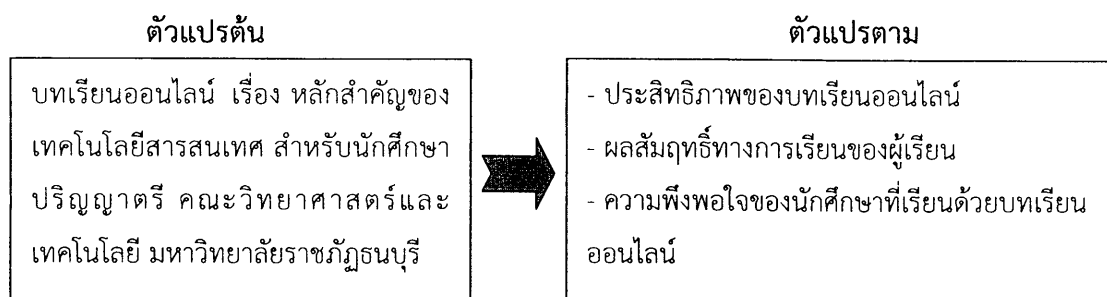 ตัวแปรต้น
บทเรียนออนไลน์ เรื่อง หลักสำคัญของ
เทคโนโลยีสารสนเทศ สำหรับนักศึกษา
ปริญญาตรี คณะวิทยาศาสตร์และ
เทคโนโลยี มหาวิทยาลัยราชภัฏธนบุรี
ตัวแปรตาม
- ประสิทธิภาพของบทเรียนออนไลน์
- ผลสัมฤทธิ์ทางการเรียนของผู้เรียน
- ความพึงพอใจของนักศึกษาที่เรียนด้วยบทเรียน
ออนไลน์